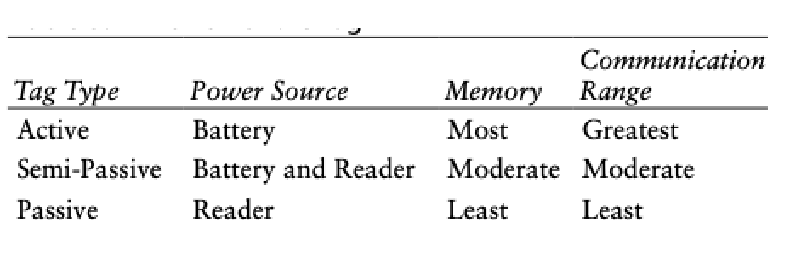 Communication
Tag Type Power Source Memory Range
Active Battery Most Greatest
Semi-Passive Battery and Reader Moderate Moderate
Passive Reader Least Least